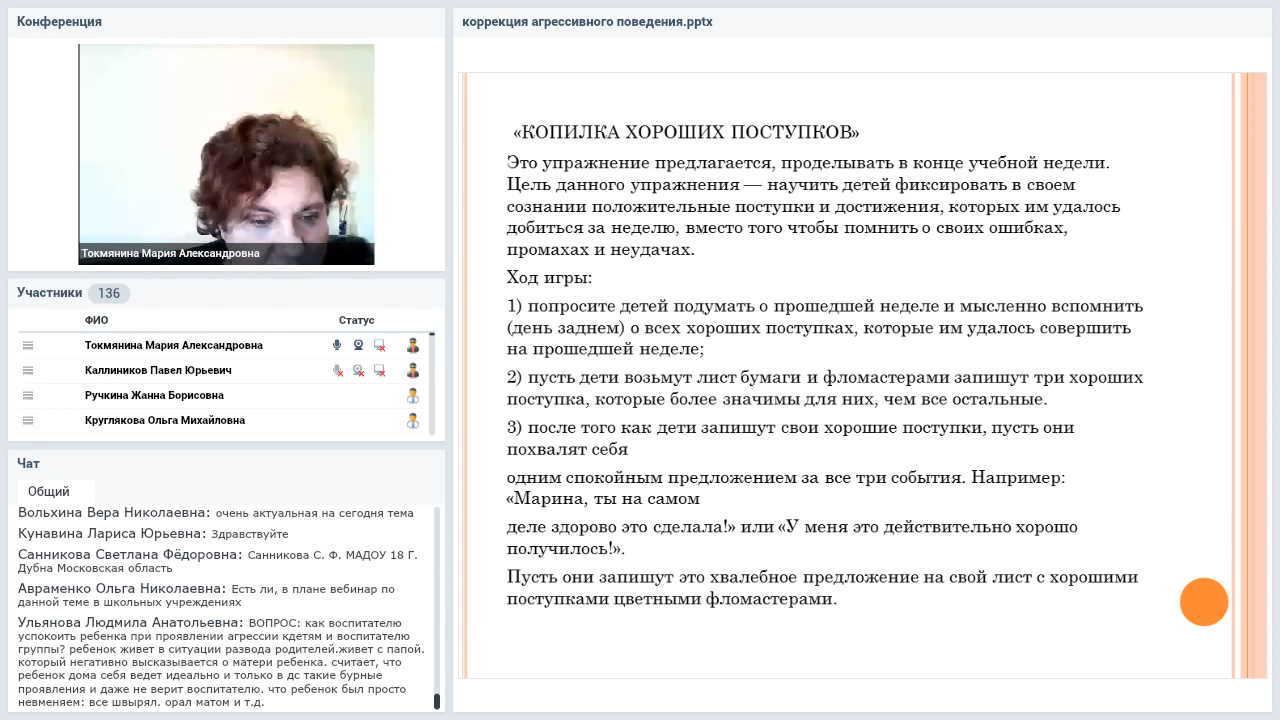 Конференция
Токмянина Мария Александровна
Участники 136
ФИО Статус
Токмянина Мария Александровна
Каллиников Павел Юрьевич
Ручкина Жанна Борисовна
Круглякова Ольга Михайловна
Чат
Общий
Вольхина Вера Николаевна: очень актуальная на сегодня тема
Кунавина Лариса Юрьевна: Здравствуйте
Санникова Светлана Фёдоровна: Санникова С. Ф. МАДОУ 18 Г.
Дубна Московская область
Авраменко Ольга Николаевна: Есть ли, в плане вебинар по
данной теме в школьных учреждениях
Ульянова Людмила Анатольевна: ВОПРОС: как воспитателю
успокоить ребенка при проявлении агрессии кдетям и воспитателю
группы? ребенок живет в ситуации развода родителей.живет с папой.
который негативно высказывается о матери ребенка. считает, что
ребенок дома себя ведет идеально и только в дс такие бурные
проявления и даже не верит воспитателю. что ребенок был просто
невменяем: все швырял. орал матом и т.д.
коррекция агрессивного поведения.pptx
«КОПИЛКА ХОРОШИХ ПОСТУПКОВ»
Это упражнение предлагается, проделывать в конце учебной недели.
Цель данного упражнения — научить детей фиксировать в своем
сознании положительные поступки и достижения, которых им удалось
добиться за неделю, вместо того чтобы помнить о своих ошибках,
промахах и неудачах.
Ход игры:
1) попросите детей подумать о прошедшей неделе и мысленно вспомнить
(день заднем) о всех хороших поступках, которые им удалось совершить
на прошедшей неделе;
2) пусть дети возьмут лист бумаги и фломастерами запишут три хороших
поступка, которые более значимы для них, чем все остальные.
3) после того как дети запишут свои хорошие поступки, пусть они
похвалят себя
одним спокойным предложением за все три события. Например:
«Марина, ты на самом
деле здорово это сделала!» или «У меня это действительно хорошо
получилось!».
Пусть они запишут это хвалебное предложение на свой лист с хорошими
поступками цветными фломастерами.